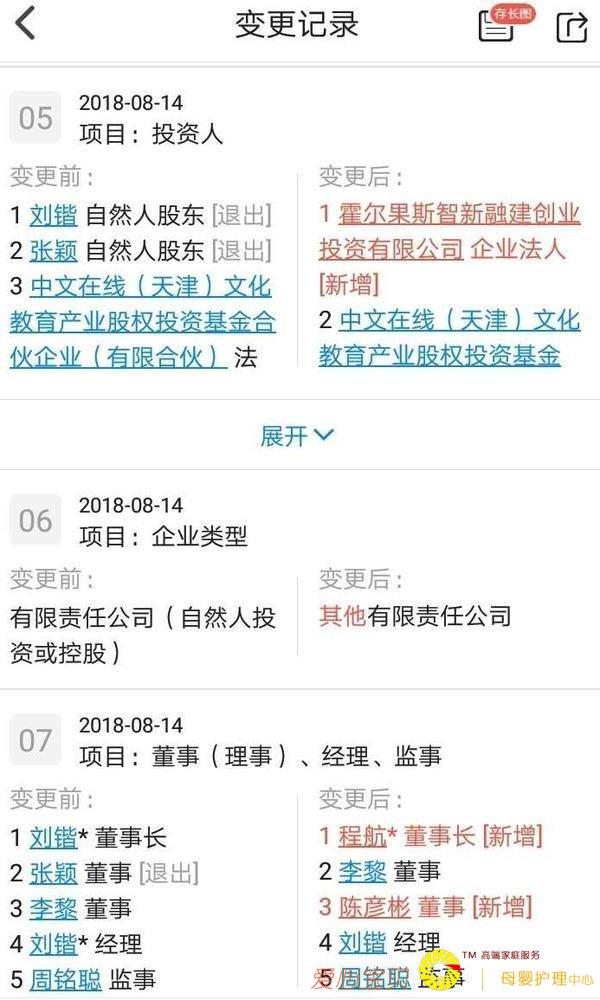 变更记录
存长图
05
2018-08-14
项目：投资人
变更前：
1 刘锴 自然人股东 [退出]
2 张颖 自然人股东 [退出]
3 中文在线（天津）文化
教育产业股权投资基金合
伙企业（有限合伙） 法
变更后：
1 霍尔果斯智新融建创业
投资有限公司 企业法人
[新增]
2 中文在线（天津）文化
教育产业股权投资基金
展开
06
2018-08-14
项目：企业类型
变更前：
有限责任公司（自然人投
资或控股）
变更后：
其他有限责任公司
07
2018-08-14
项目：董事（理事）、经理、监事
变更前：
1 刘锴* 董事长
2 张颖 董事 [退出]
3 李黎 董事
4 刘锴* 经理
5 周铭聪 监事
变更后：
1 程航* 董事长 [新增]
2 李黎 董事
3 陈彦彬 董事 [新增]
4 刘锴 经理
5 周铭聪 监事
TM 高端家庭服务
母婴护理中心